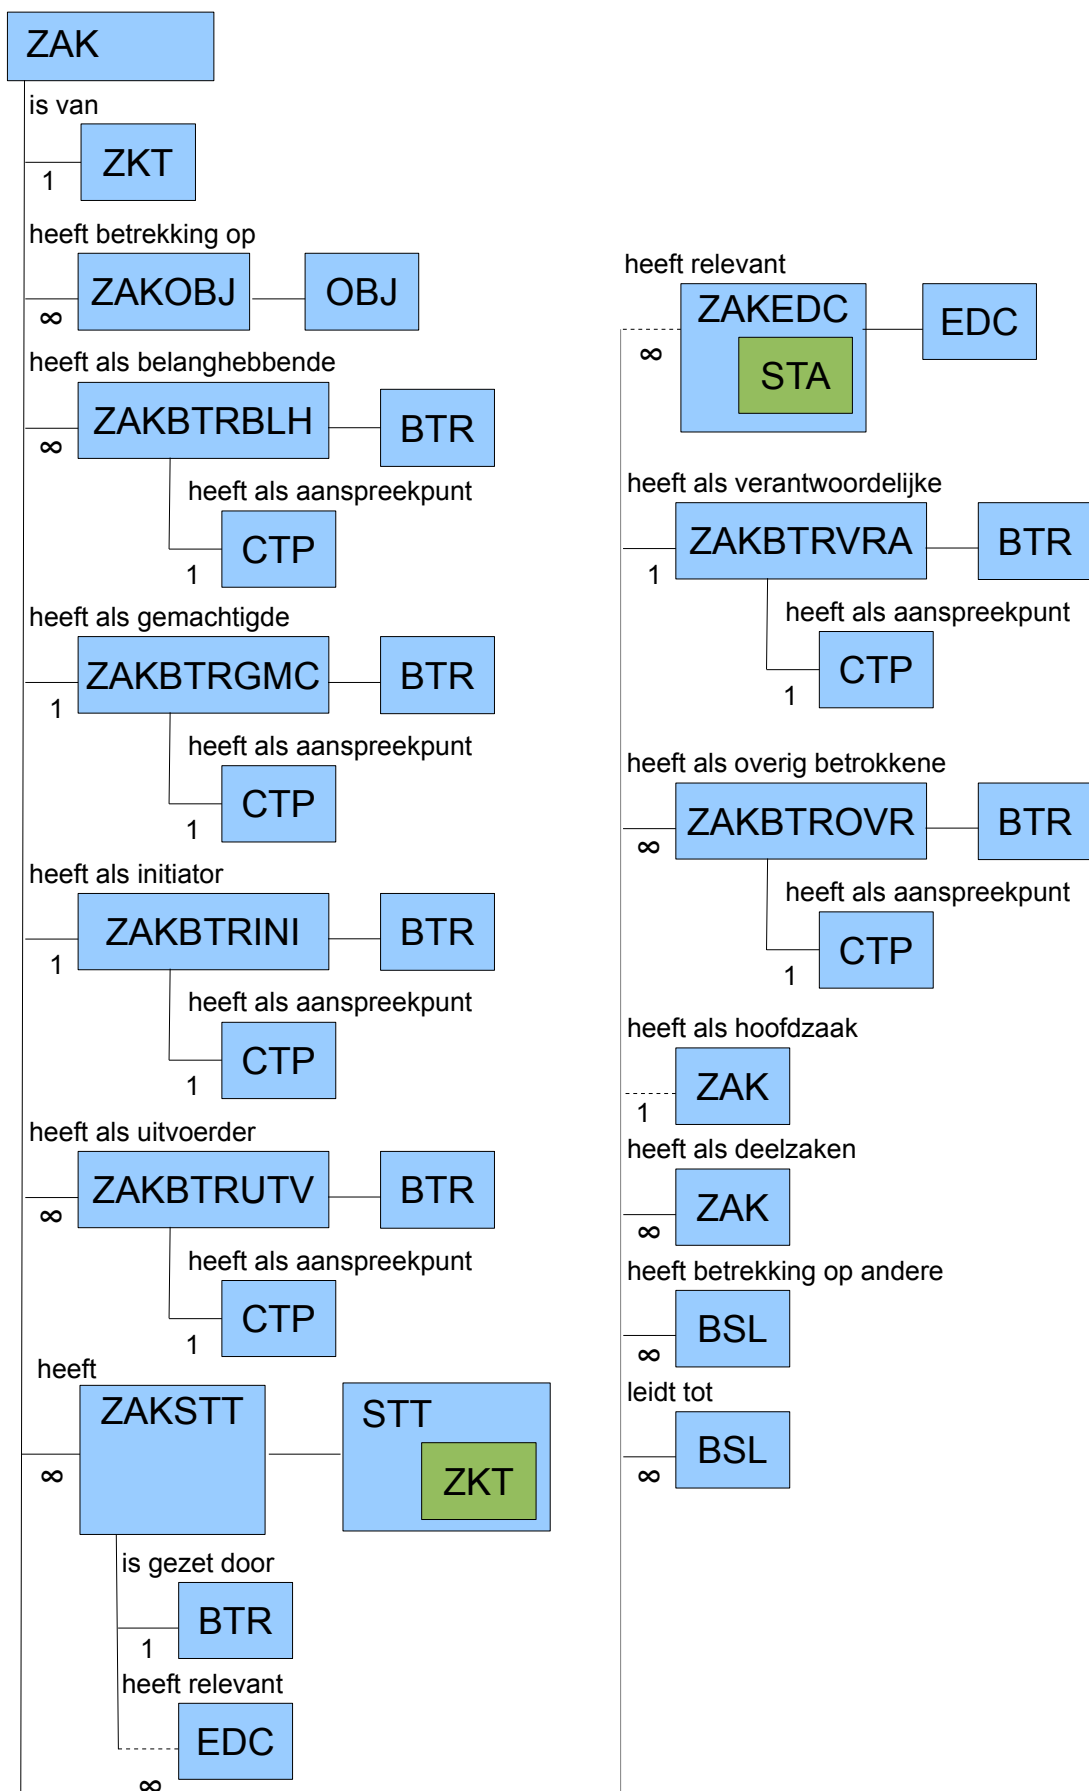 ZAK
is van
ZKT
1
heeft betrekking op
ZAKOBJ
OBJ
∞
heeft als belanghebbende
ZAKBTRBLH
BTR
∞
heeft als aanspreekpunt
CTP
1
heeft als gemachtigde
ZAKBTRGMC
BTR
1
heeft als aanspreekpunt
CTP
1
heeft als initiator
ZAKBTRINI
BTR
1
heeft als aanspreekpunt
CTP
1
heeft als uitvoerder
ZAKBTRUTV
BTR
∞
heeft als aanspreekpunt
CTP
1
heeft
ZAKSTT
STT
ZKT
∞
is gezet door
BTR
1
heeft relevant
EDC
∞
heeft relevant
ZAKEDC
EDC
STA
∞
heeft als verantwoordelijke
ZAKBTRVRA
BTR
1
heeft als aanspreekpunt
CTP
1
heeft als overig betrokkene
ZAKBTROVR
BTR
∞
heeft als aanspreekpunt
CTP
1
heeft als hoofdzaak
ZAK
1
heeft als deelzaken
ZAK
∞
heeft betrekking op andere
BSL
∞
leidt tot
BSL
∞